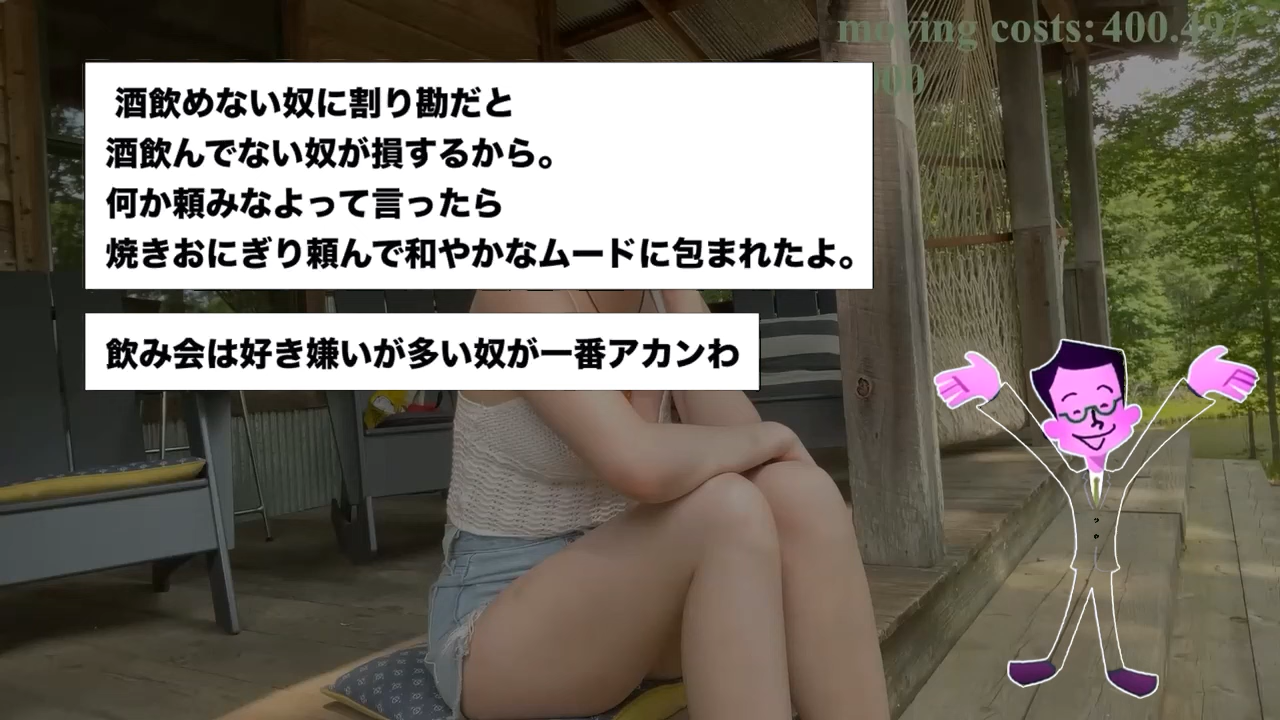 moving costs: 400.49/
酒飲めない奴に割り勘だと
酒飲んでない奴が損するから。
何か頼みなよって言ったら
焼きおにぎり頼んで和やかなムードに包まれたよ。
飲み会は好き嫌いが多い奴が一番アカンわ